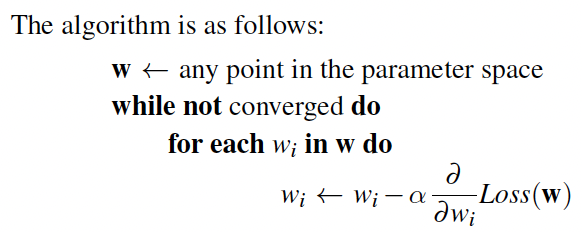 The algorithm is as follows:
w ← any point in the parameter space
while not converged do
for each wᵢ in w do
wᵢ ← wᵢ − α ∂/∂wᵢ Loss(w)